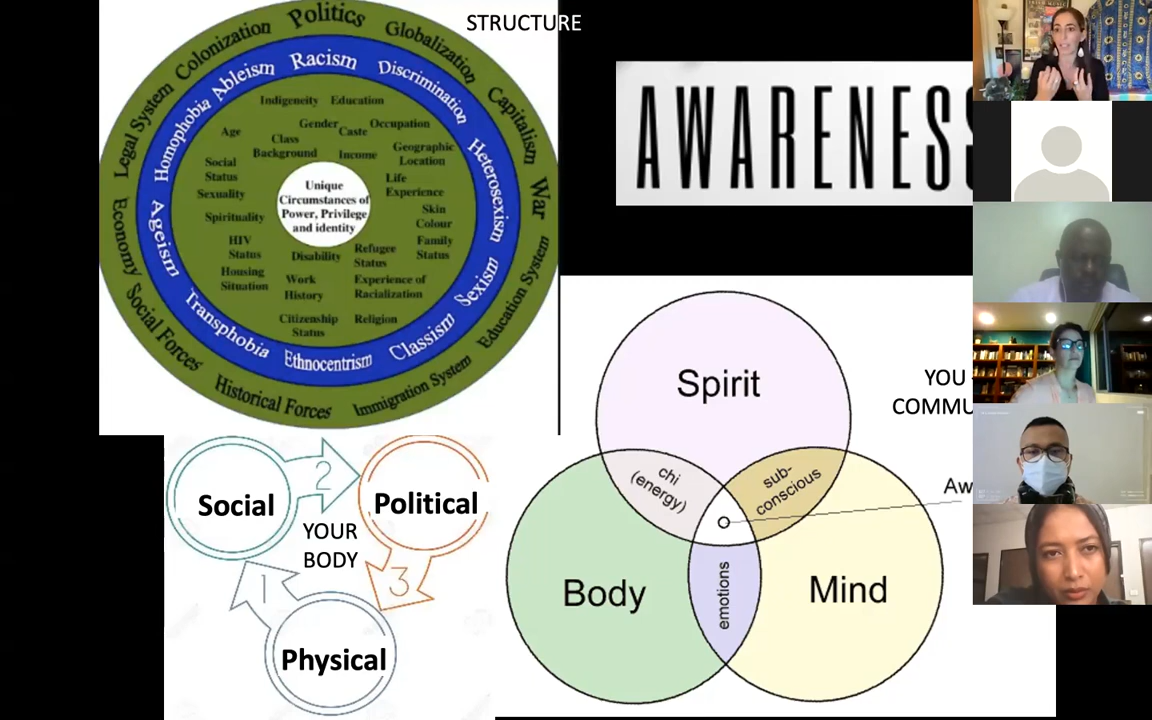 STRUCTURE
Legal System
Colonization
Politics
Globalization
Capitalism
War
Education System
Immigration System
Historical Forces
Social Forces
Economy
Homophobia
Ableism
Racism
Discrimination
Heterosexism
Sexism
Classism
Ethnocentrism
Transphobia
Ageism
Indigeneity
Education
Age
Gender
Caste
Occupation
Class
Background
Income
Geographic
Location
Social
Status
Life
Experience
Sexuality
Skin
Colour
Spirituality
HIV
Status
Disability
Refugee
Status
Family
Status
Housing
Situation
Work
History
Experience of
Racialization
Citizenship
Status
Religion
Unique
Circumstances of
Power, Privilege
and identity
AWARENESS
Social
2
Political
YOUR
BODY
1
3
Physical
Spirit
chi
(energy)
sub-
conscious
Body
emotions
Mind
YOU
COMMU
Aw